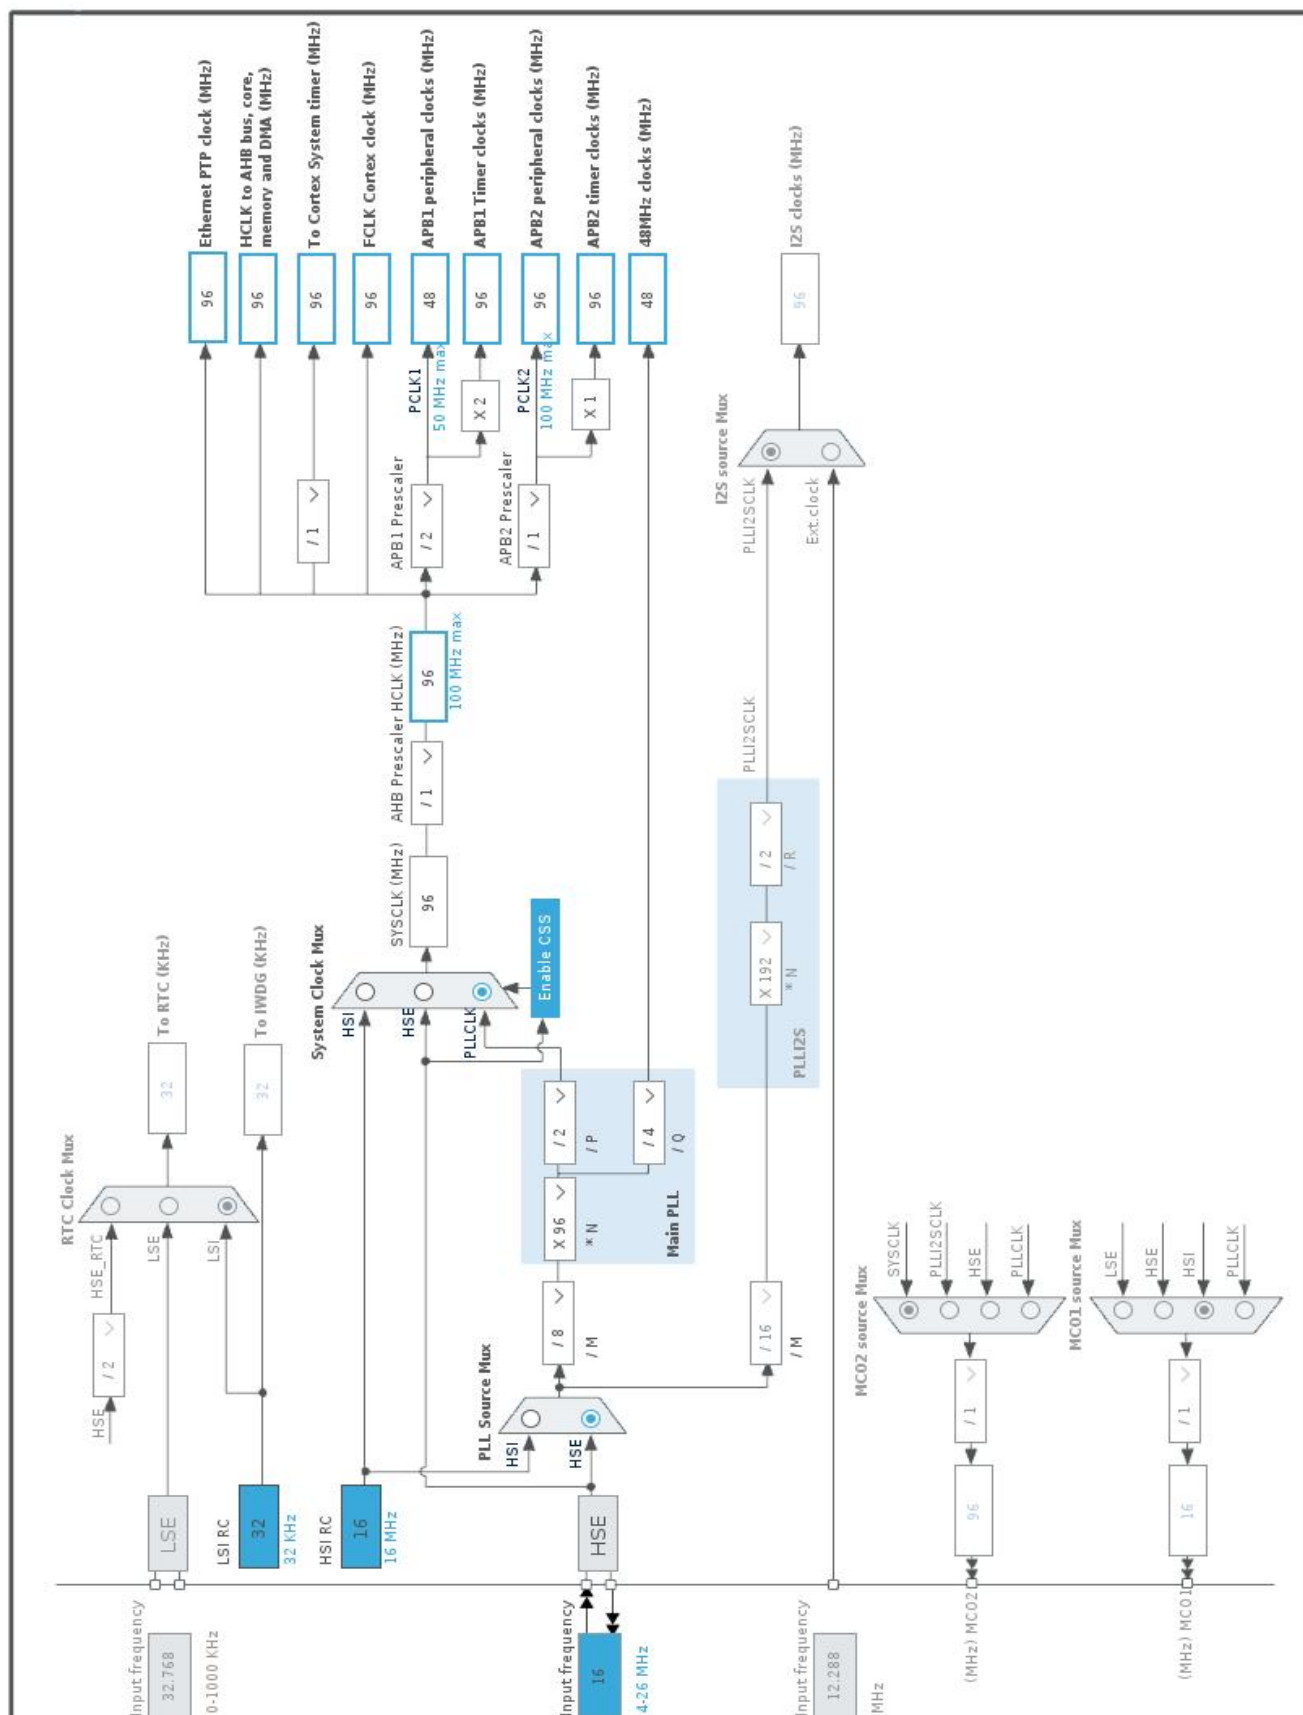 Input frequency
32.768
0-1000 KHz
LSE
HSE
/ 2
HSE_RTC
LSE
LSI
RTC Clock Mux
32
To RTC (KHz)
LSI RC
32
32 KHz
32
To IWDG (KHz)
HSI RC
16
16 MHz
Input frequency
16
4-26 MHz
HSE
PLL Source Mux
HSI
HSE
/ 8
/ M
X 96
* N
/ 2
/ P
/ 4
/ Q
Main PLL
System Clock Mux
HSI
HSE
PLLCLK
Enable CSS
SYSCLK (MHz)
96
AHB Prescaler
/ 1
HCLK (MHz)
96
100 MHz max
96
Ethernet PTP clock (MHz)
96
HCLK to AHB bus, core,
memory and DMA (MHz)
/ 1
96
To Cortex System timer (MHz)
96
FCLK Cortex clock (MHz)
APB1 Prescaler
/ 2
PCLK1
50 MHz max
48
APB1 peripheral clocks (MHz)
X 2
96
APB1 Timer clocks (MHz)
APB2 Prescaler
/ 1
PCLK2
100 MHz max
96
APB2 peripheral clocks (MHz)
X 1
96
APB2 timer clocks (MHz)
48
48MHz clocks (MHz)
/ 16
/ M
X 192
* N
/ 2
/ R
PLLI2S
PLLI2SCLK
PLLI2SCLK
I2S source Mux
Ext.clock
96
I2S clocks (MHz)
Input frequency
12.288
MHz
MCO2 source Mux
SYSCLK
PLLI2SCLK
HSE
PLLCLK
/ 1
96
(MHz) MCO2
MCO1 source Mux
LSE
HSE
HSI
PLLCLK
/ 1
16
(MHz) MCO1